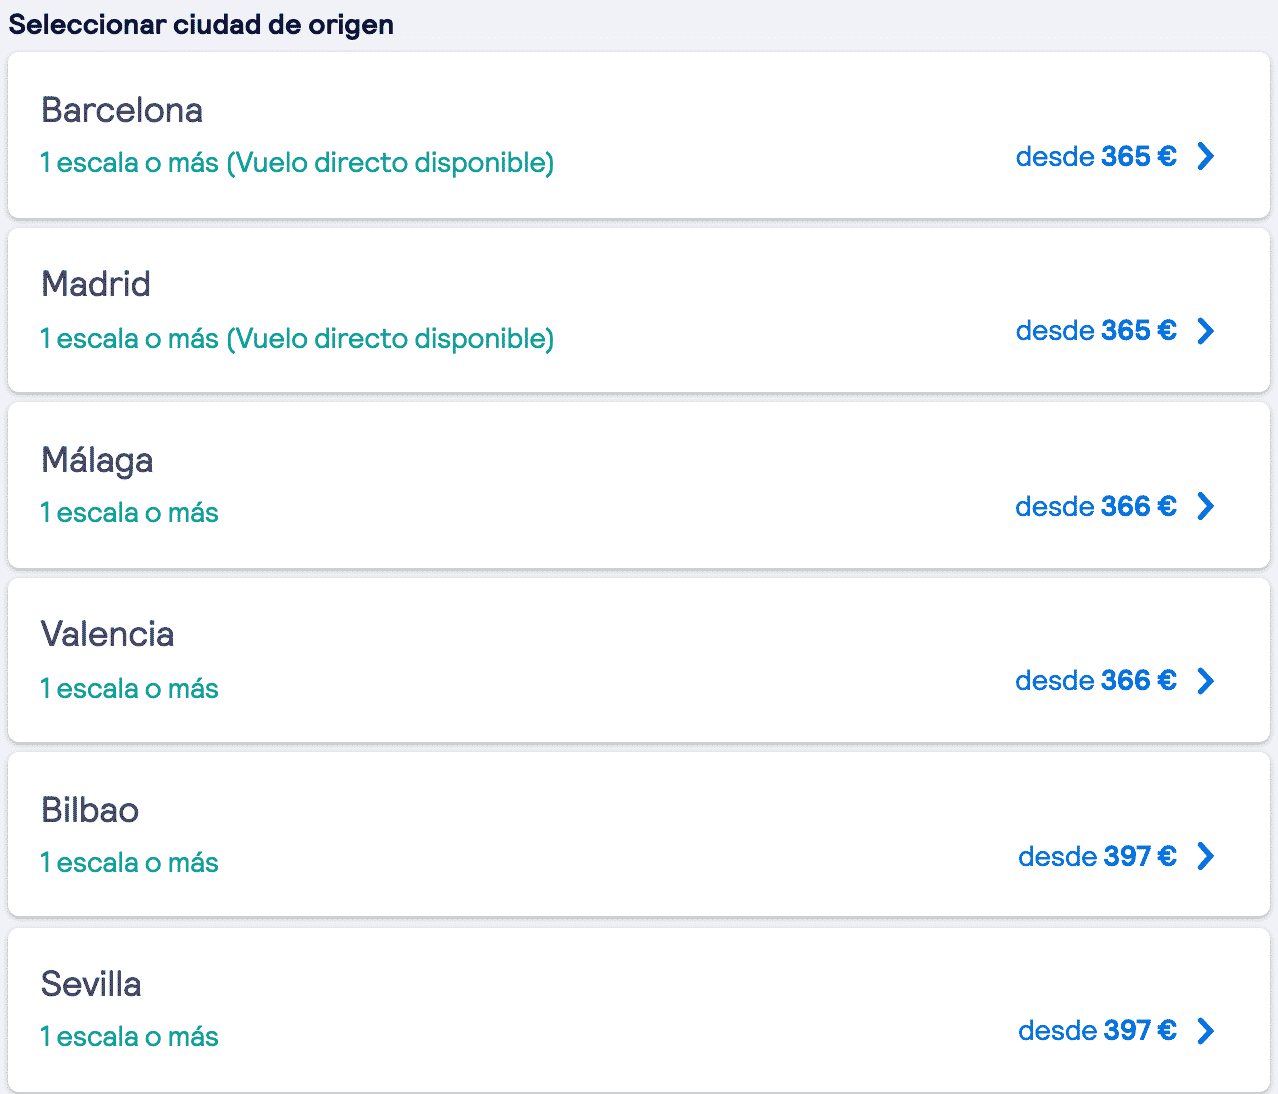 Seleccionar ciudad de origen
Barcelona
1 escala o más (Vuelo directo disponible)
desde 365 €
Madrid
1 escala o más (Vuelo directo disponible)
desde 365 €
Málaga
1 escala o más
desde 366 €
Valencia
1 escala o más
desde 366 €
Bilbao
1 escala o más
desde 397 €
Sevilla
1 escala o más
desde 397 €